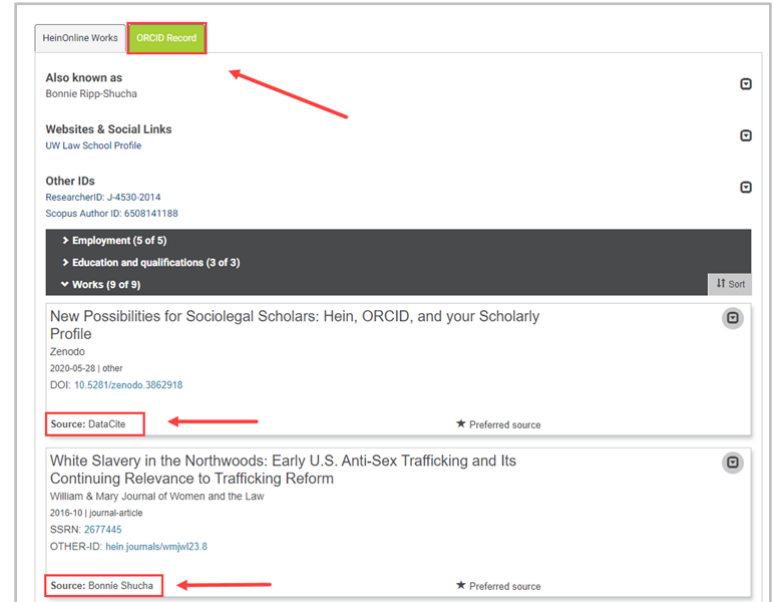 HeinOnline Works ORCID Record
Also known as
Bonnie Ripp-Shucha
Websites & Social Links
UW Law School Profile
Other IDs
ResearcherID: J-4530-2014
Scopus Author ID: 6508141188
Employment (5 of 5)
Education and qualifications (3 of 3)
Works (9 of 9)
Sort
New Possibilities for Sociolegal Scholars: Hein, ORCID, and your Scholarly
Profile
Zenodo
2020-05-28 | other
DOI: 10.5281/zenodo.3862918
Source: DataCite ★ Preferred source
White Slavery in the Northwoods: Early U.S. Anti-Sex Trafficking and Its
Continuing Relevance to Trafficking Reform
William & Mary Journal of Women and the Law
2016-10 | journal-article
SSRN: 2677445
OTHER-ID: hein.journals/wmjwl23.8
Source: Bonnie Shucha ★ Preferred source